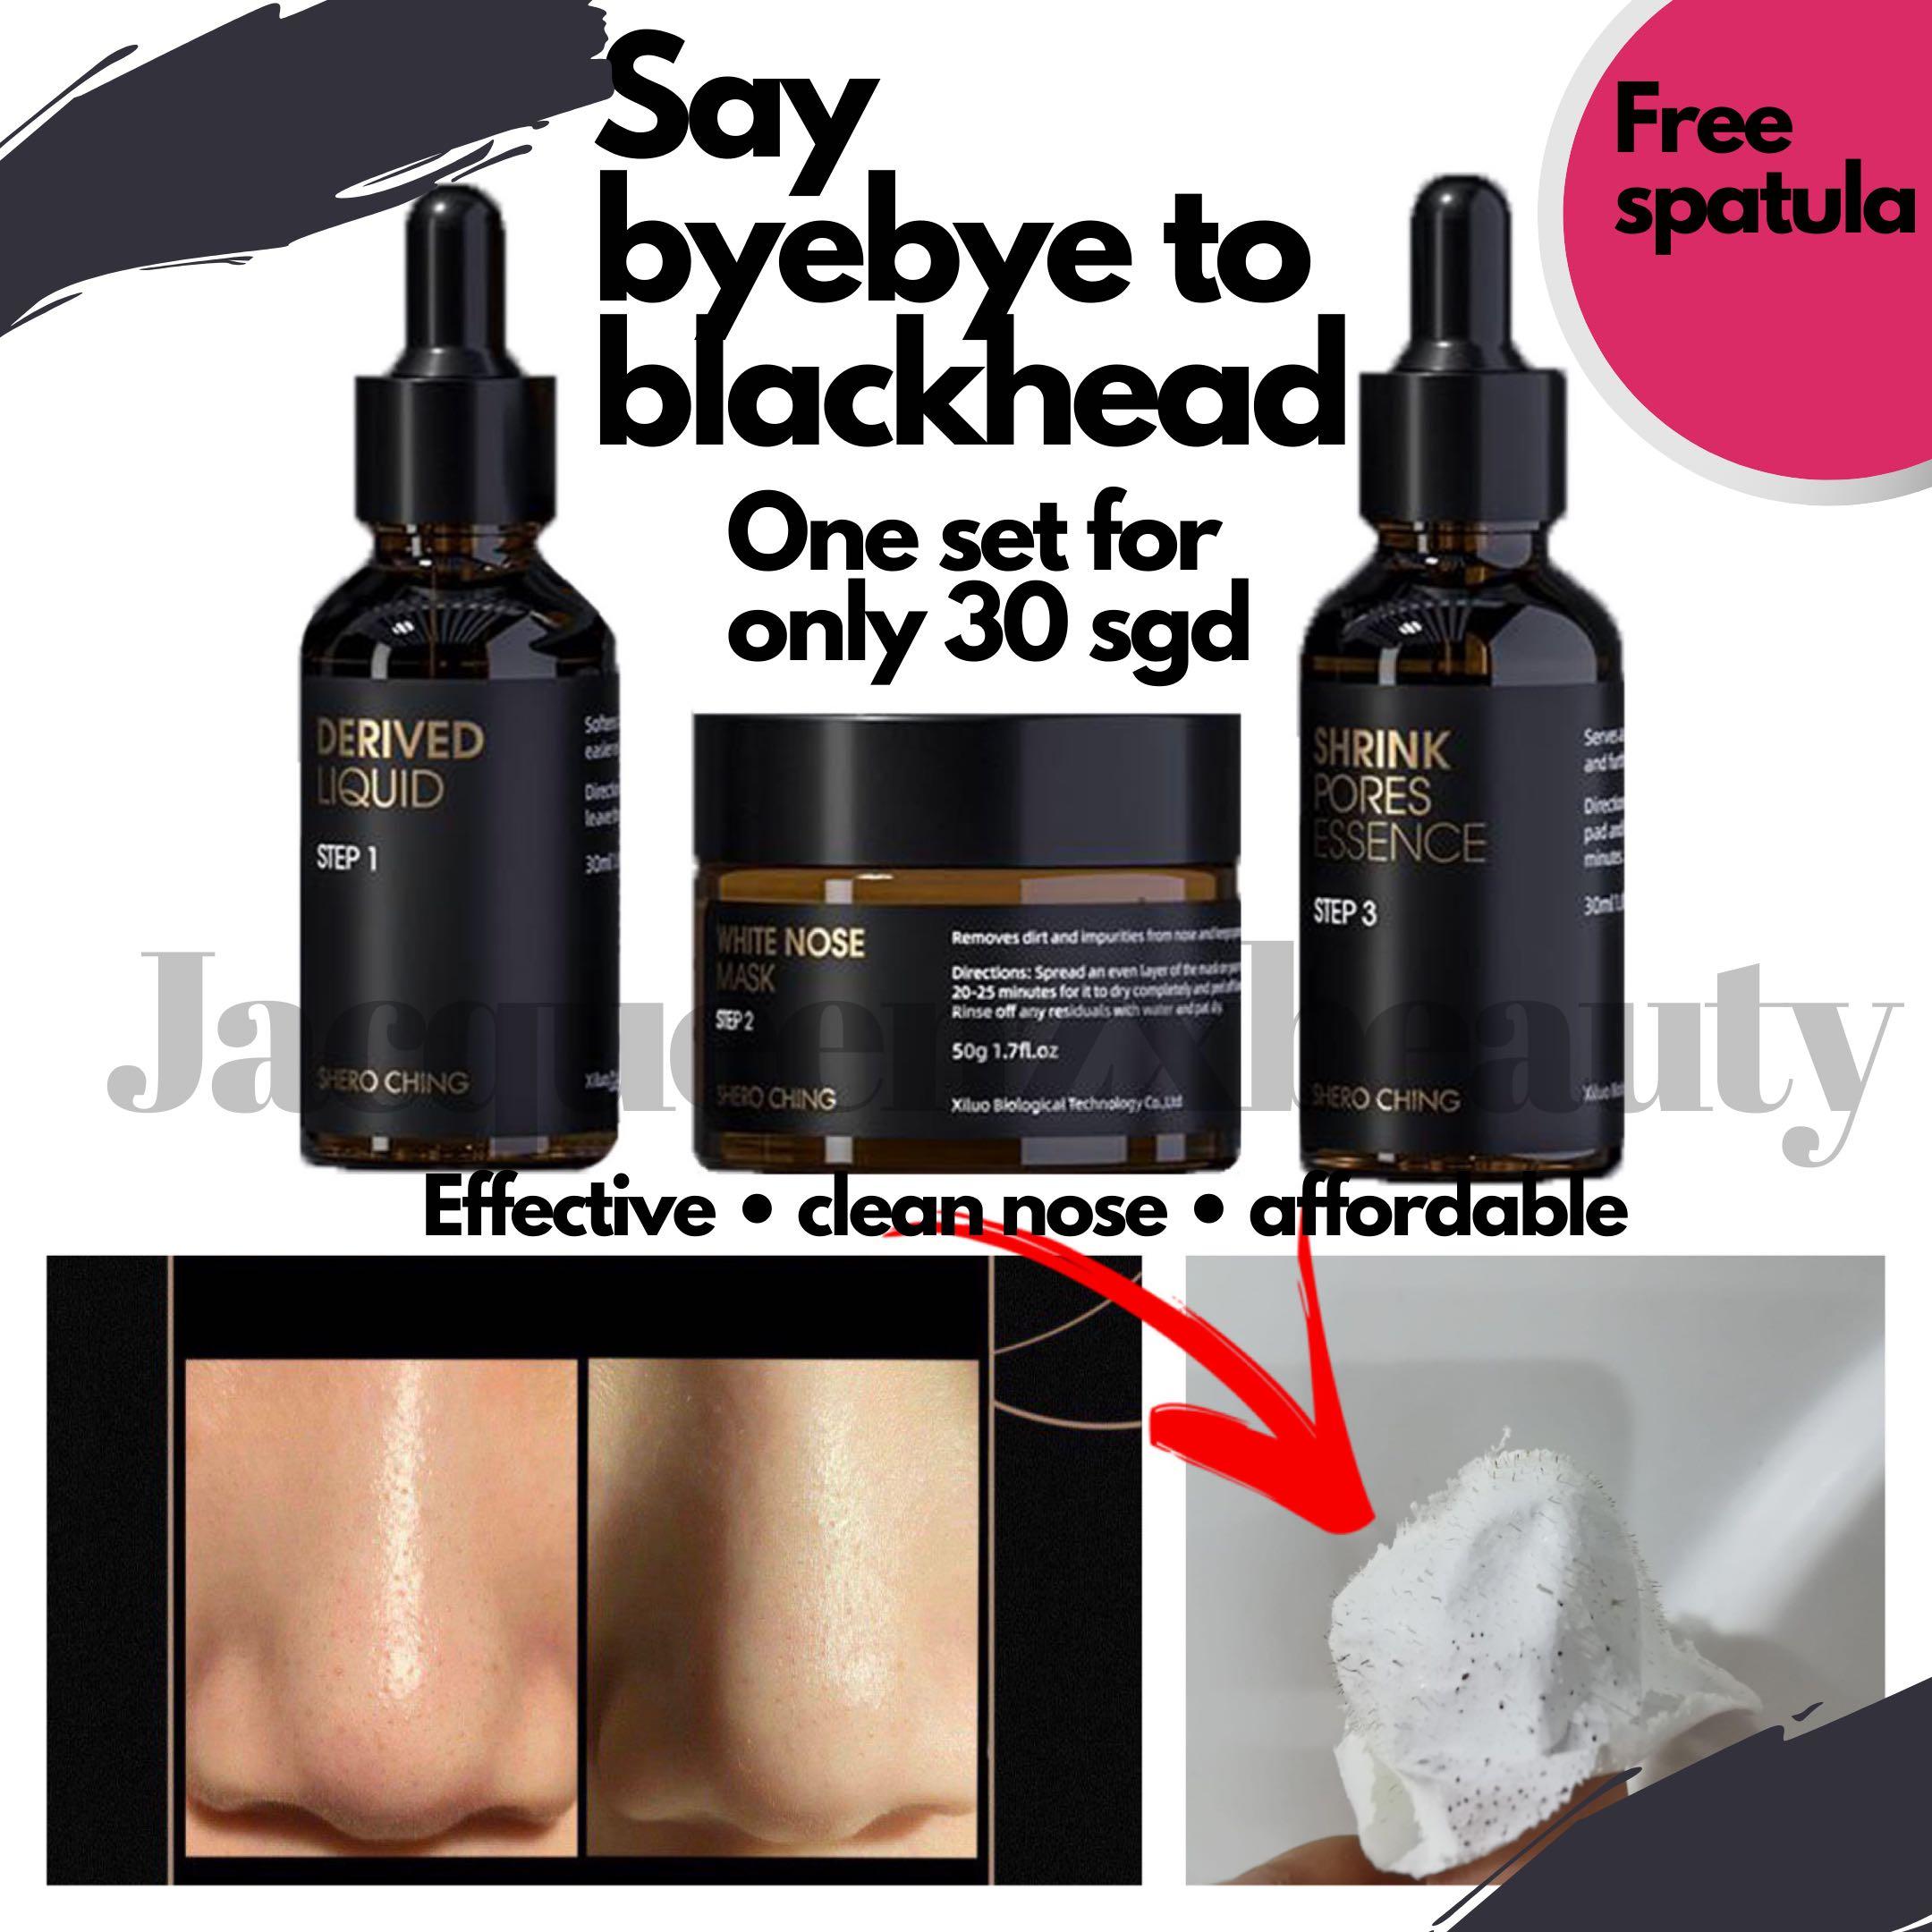 Say
byebye to
blackhead
Free
spatula
One set for
only 30 sgd
DERIVED
LIQUID
STEP 1
SHERO CHING
30ml
WHITE NOSE
MASK
STEP 2
SHERO CHING
Removes dirt and impurities from nose and
Directions: Spread an even layer of the mask
20-25 minutes for it to dry completely and peel
Rinse off any residuals with water and pat dry
50g 1.7fl.oz
Xiluo Biological Technology Co.,Ltd
SHRINK
PORES
ESSENCE
STEP 3
SHERO CHING
and
pad and
minutes
30ml
Jacqueenzxbeauty
Effective • clean nose • affordable